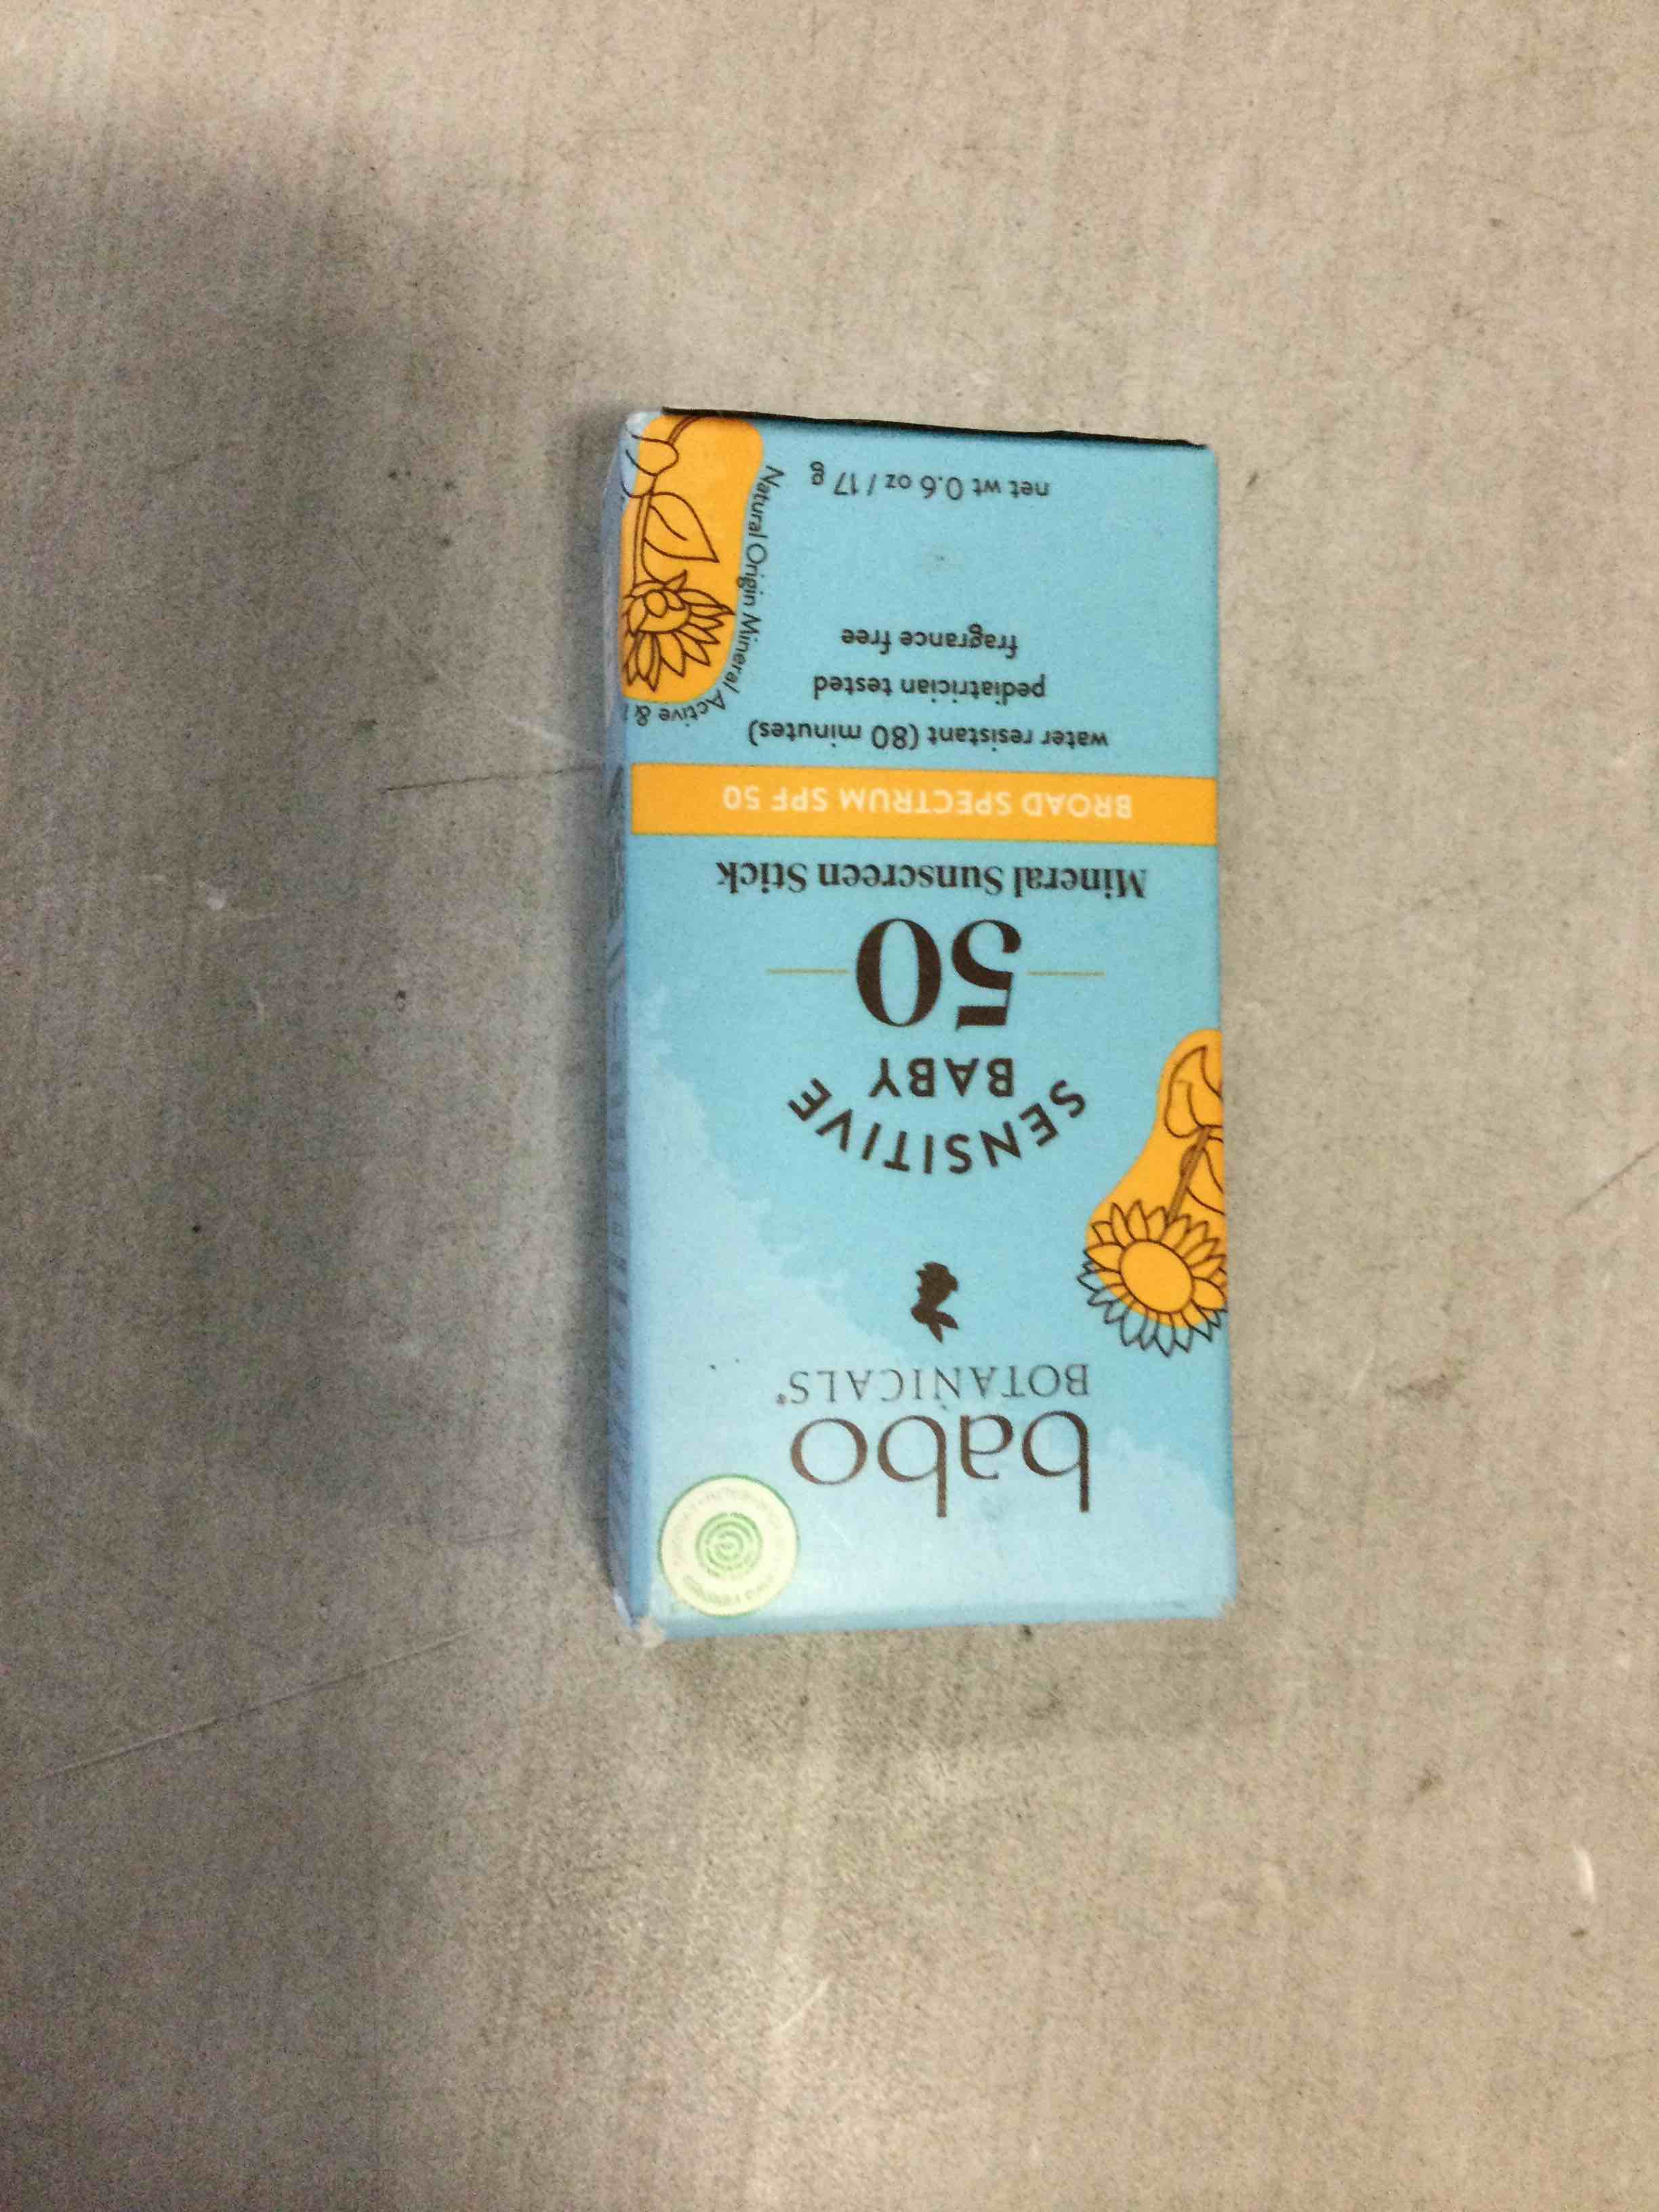 babo
BOTANICALS®
SENSITIVE
BABY
50
Mineral Sunscreen Stick
BROAD SPECTRUM SPF 50
water resistant (80 minutes)
pediatrician tested
fragrance free
Natural Origin Mineral Active &
net wt 0.6 oz / 17 g